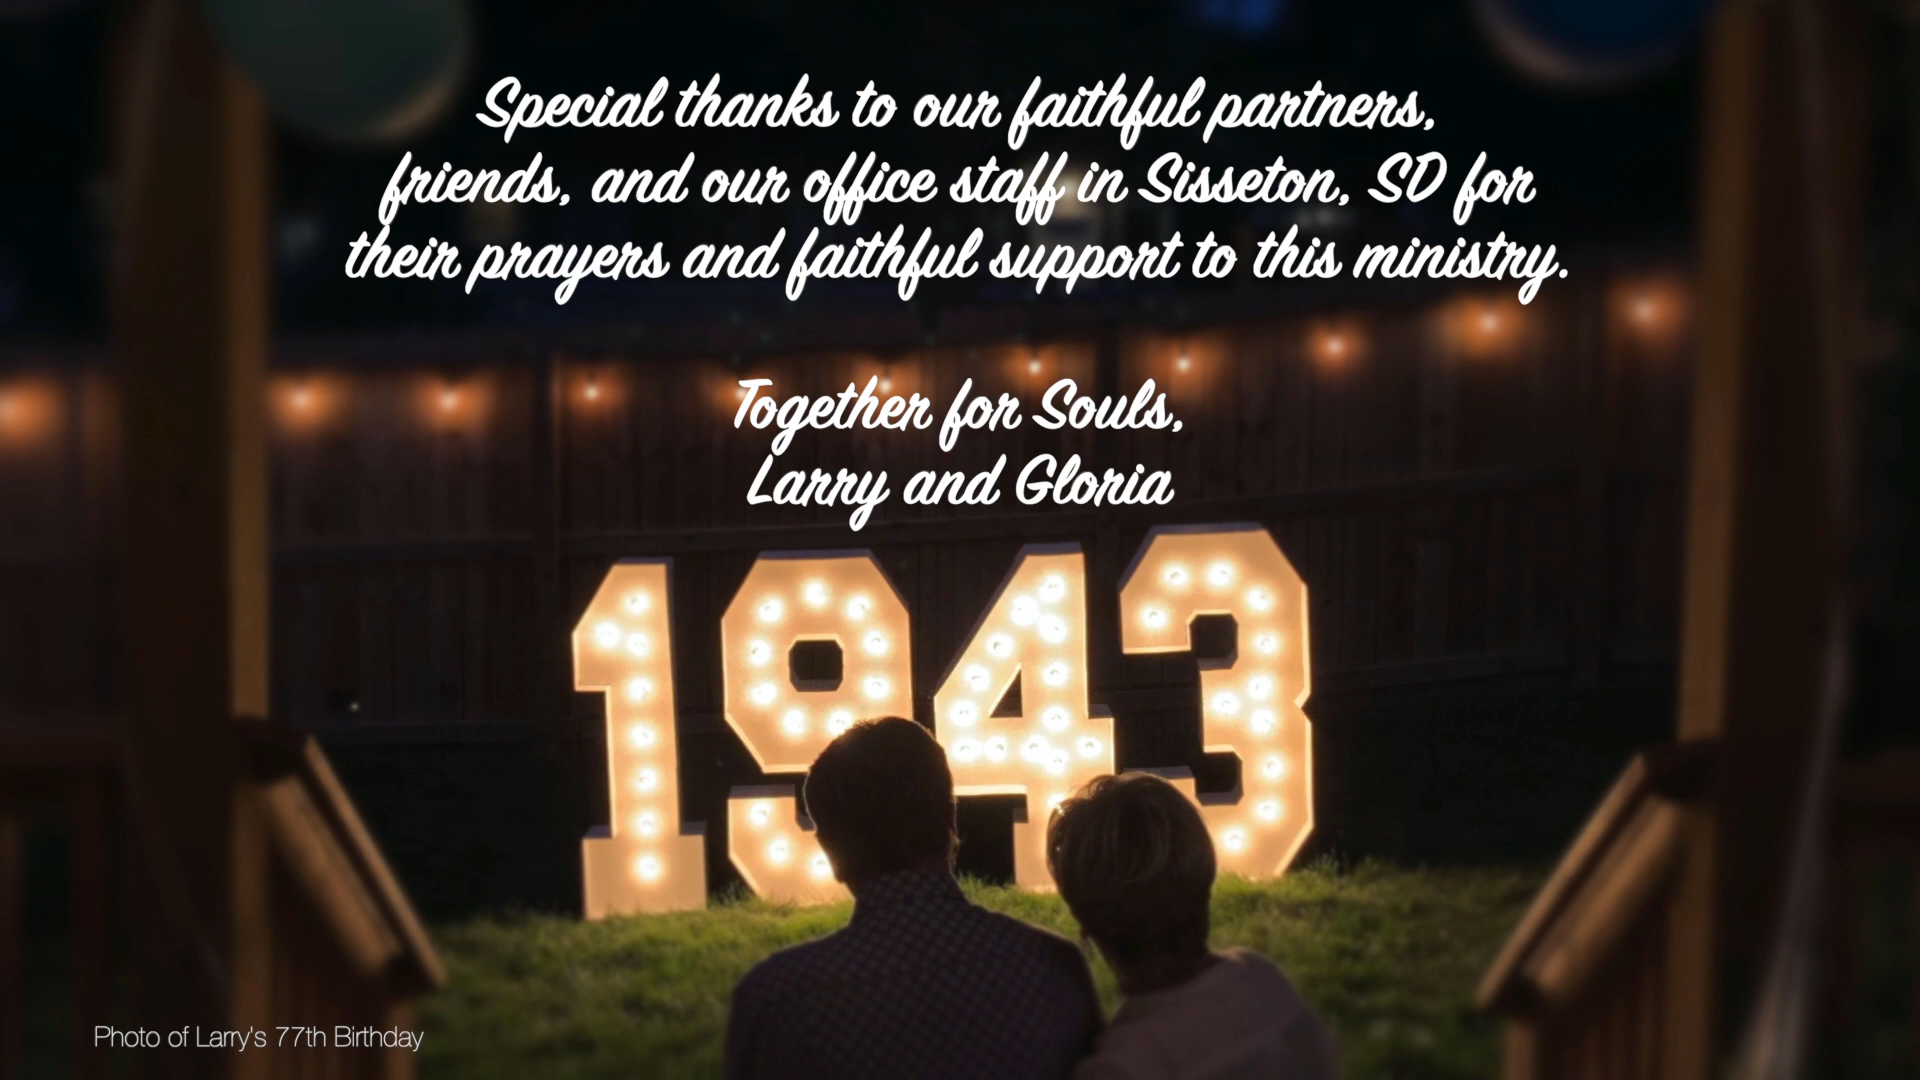 Special thanks to our faithful partners,
friends, and our office staff in Sisseton, SD for
their prayers and faithful support to this ministry.
Together for Souls,
Larry and Gloria
1943
Photo of Larry's 77th Birthday